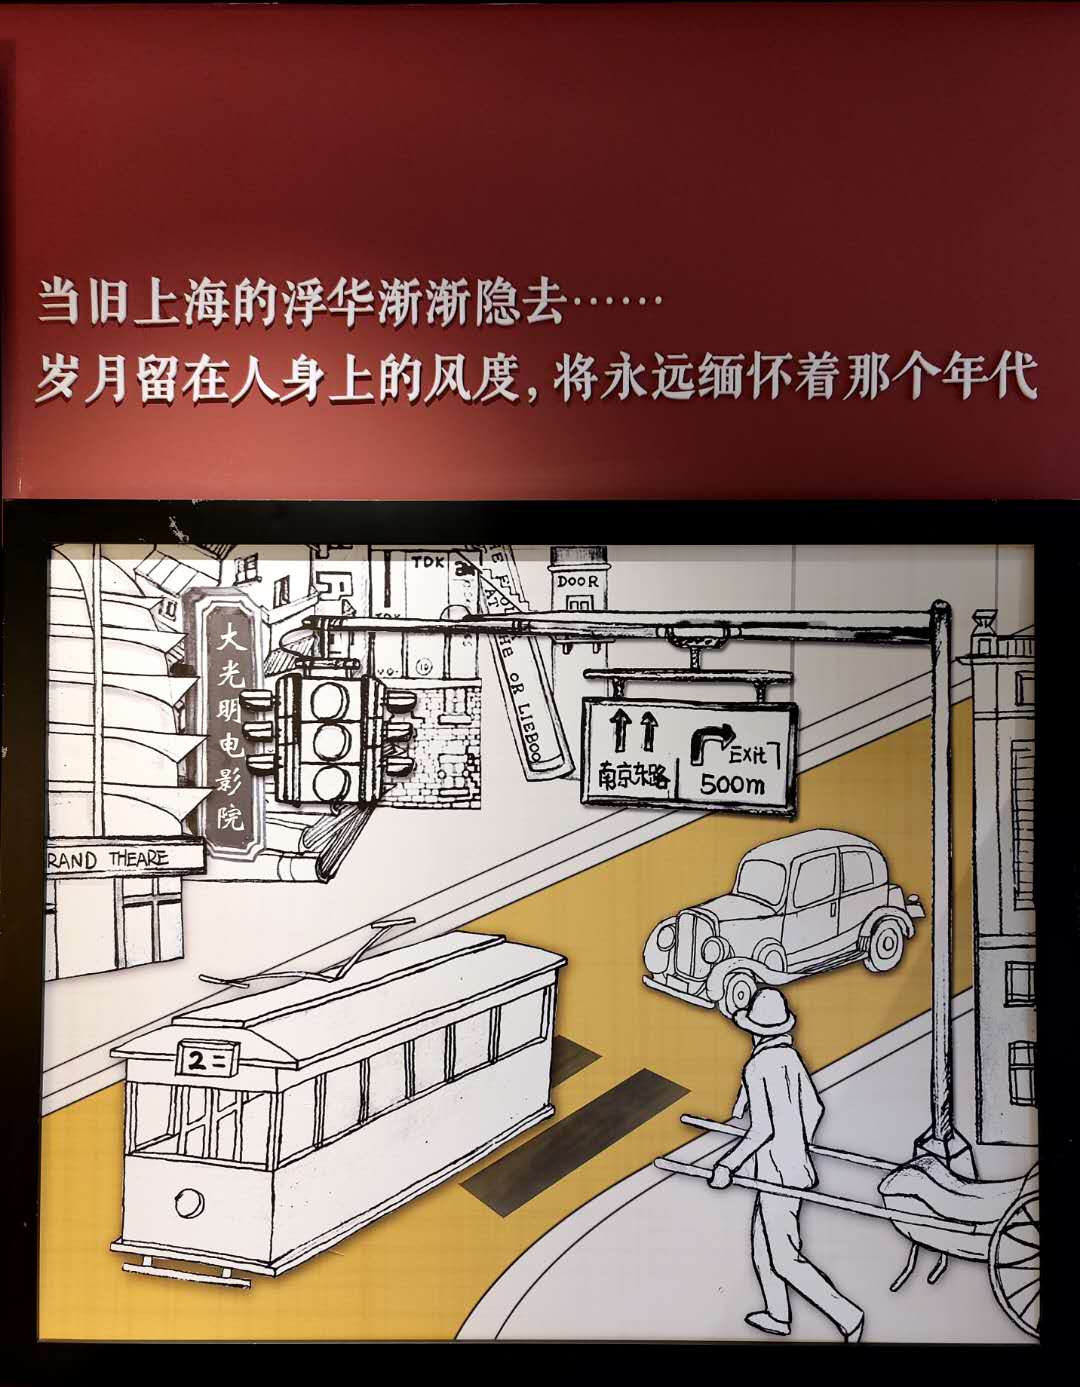 当旧上海的浮华渐渐隐去……
岁月留在人身上的风度，将永远缅怀着那个年代
TDK
DOOR
大光明电影院
OR LIEBOO
南京东路
Exit
500m
RAND THEARE
2二